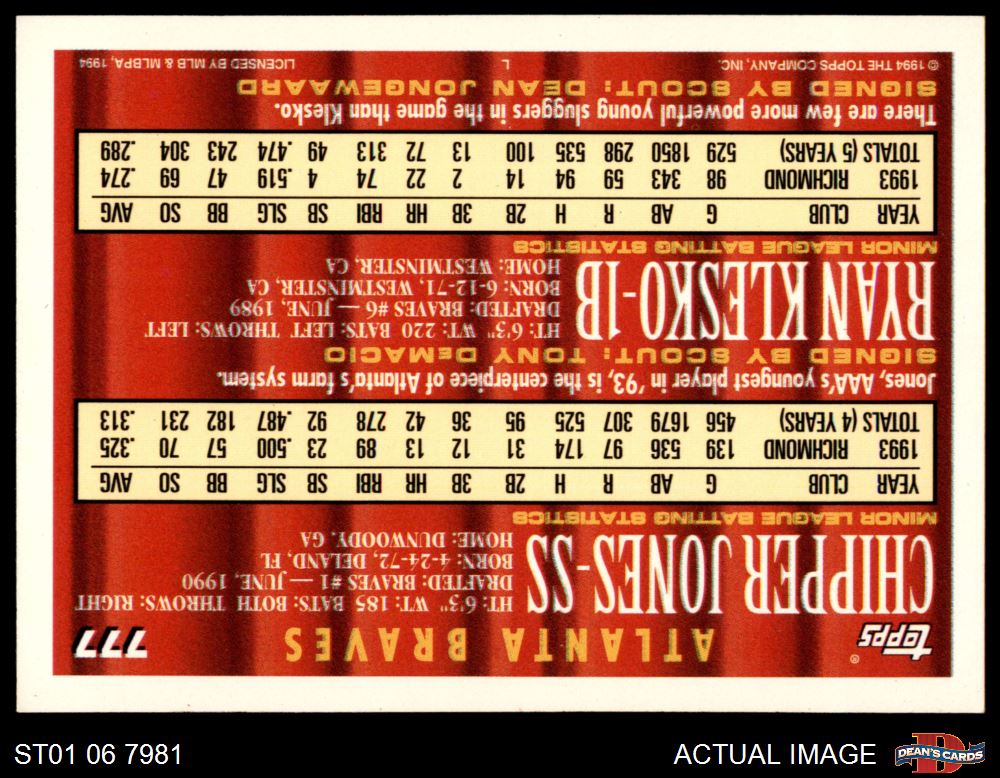 topps ® ATLANTA BRAVES 777
CHIPPER JONES-SS
HT: 6'3" WT: 185 BATS: BOTH THROWS: RIGHT
DRAFTED: BRAVES #1 — JUNE, 1990
BORN: 4-24-72, DELAND, FL
HOME: DUNWOODY, GA
MINOR LEAGUE BATTING STATISTICS
YEAR CLUB G AB R H 2B 3B HR RBI SB SLG BB SO AVG
1993 RICHMOND 139 536 97 174 31 12 13 89 23 .500 57 70 .325
TOTALS (4 YEARS) 456 1679 307 525 95 36 42 278 92 .487 182 231 .313
Jones, AAA's youngest player in '93, is the centerpiece of Atlanta's farm system.
SIGNED BY SCOUT: TONY DeMACIO
RYAN KLESKO-1B
HT: 6'3" WT: 220 BATS: LEFT THROWS: LEFT
DRAFTED: BRAVES #6 — JUNE, 1989
BORN: 6-12-71, WESTMINSTER, CA
HOME: WESTMINSTER, CA
MINOR LEAGUE BATTING STATISTICS
YEAR CLUB G AB R H 2B 3B HR RBI SB SLG BB SO AVG
1993 RICHMOND 98 343 59 94 14 2 22 74 4 .519 47 69 .274
TOTALS (5 YEARS) 529 1850 298 535 100 13 72 313 49 .474 243 304 .289
There are few more powerful young sluggers in the game than Klesko.
SIGNED BY SCOUT: DEAN JONGEWAARD
© 1994 THE TOPPS COMPANY, INC. L LICENSED BY MLB & MLBPA, 1994
ST01 06 7981 ACTUAL IMAGE DEAN'S CARDS